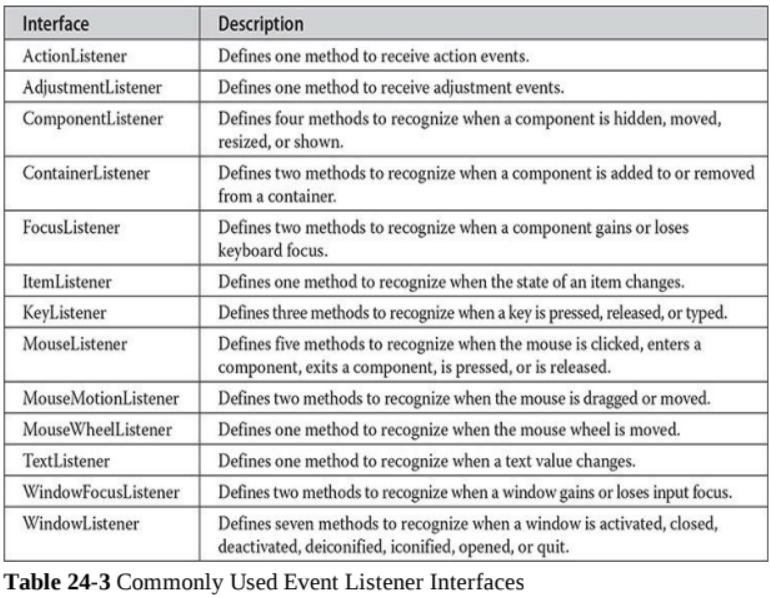 Interface Description
ActionListener Defines one method to receive action events.
AdjustmentListener Defines one method to receive adjustment events.
ComponentListener Defines four methods to recognize when a component is hidden, moved,
resized, or shown.
ContainerListener Defines two methods to recognize when a component is added to or removed
from a container.
FocusListener Defines two methods to recognize when a component gains or loses
keyboard focus.
ItemListener Defines one method to recognize when the state of an item changes.
KeyListener Defines three methods to recognize when a key is pressed, released, or typed.
MouseListener Defines five methods to recognize when the mouse is clicked, enters a
component, exits a component, is pressed, or is released.
MouseMotionListener Defines two methods to recognize when the mouse is dragged or moved.
MouseWheelListener Defines one method to recognize when the mouse wheel is moved.
TextListener Defines one method to recognize when a text value changes.
WindowFocusListener Defines two methods to recognize when a window gains or loses input focus.
WindowListener Defines seven methods to recognize when a window is activated, closed,
deactivated, deiconified, iconified, opened, or quit.
Table 24-3 Commonly Used Event Listener Interfaces